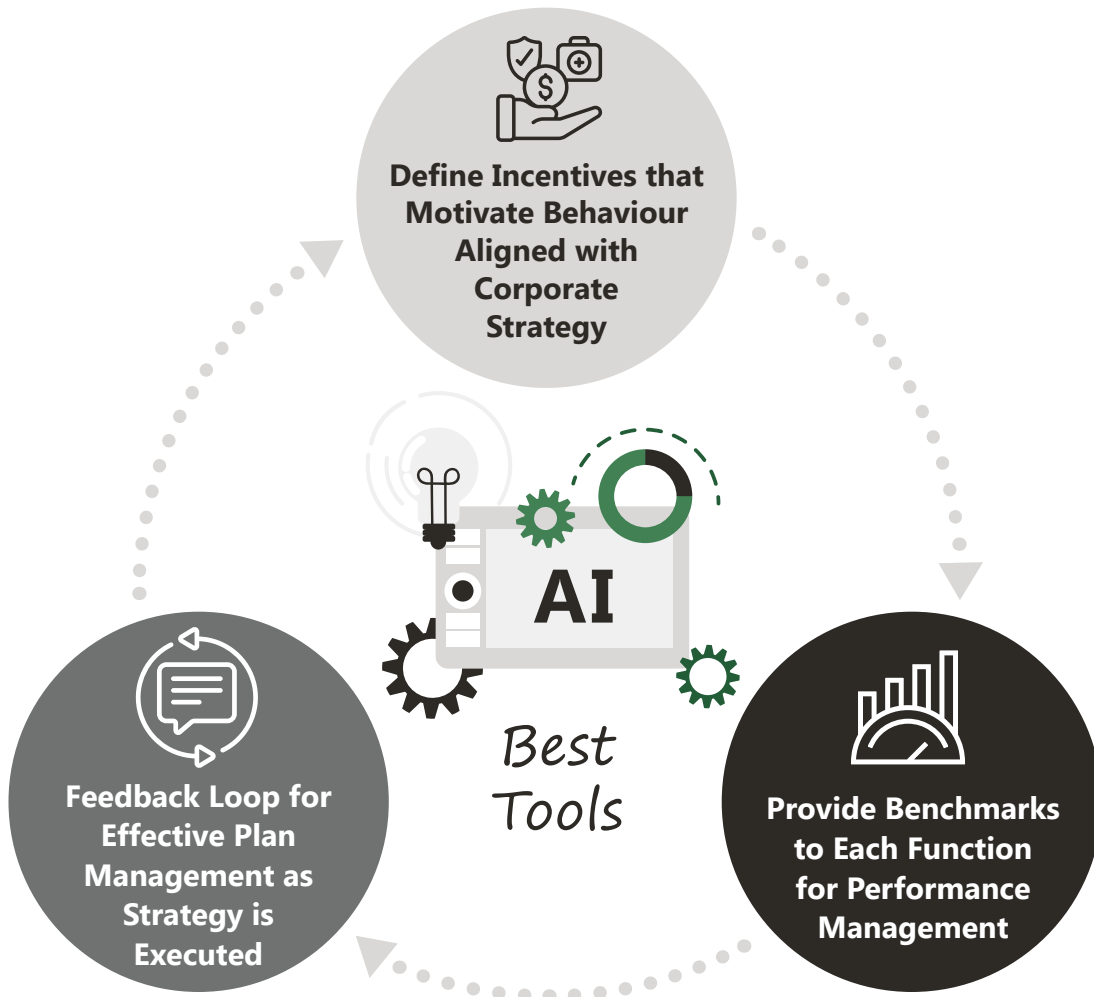 $
Define Incentives that
Motivate Behaviour
Aligned with
Corporate
Strategy
AI
Best
Tools
Feedback Loop for
Effective Plan
Management as
Strategy is
Executed
Provide Benchmarks
to Each Function
for Performance
Management